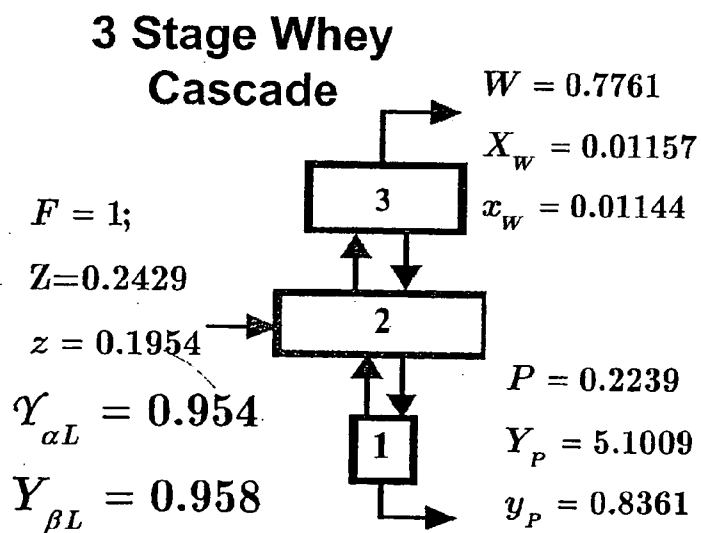 3 Stage Whey
Cascade
W = 0.7761
X_W = 0.01157
x_W = 0.01144
3
F = 1;
Z=0.2429
z = 0.1954
2
ϒ_αL = 0.954
Y_βL = 0.958
1
P = 0.2239
Y_P = 5.1009
y_P = 0.8361